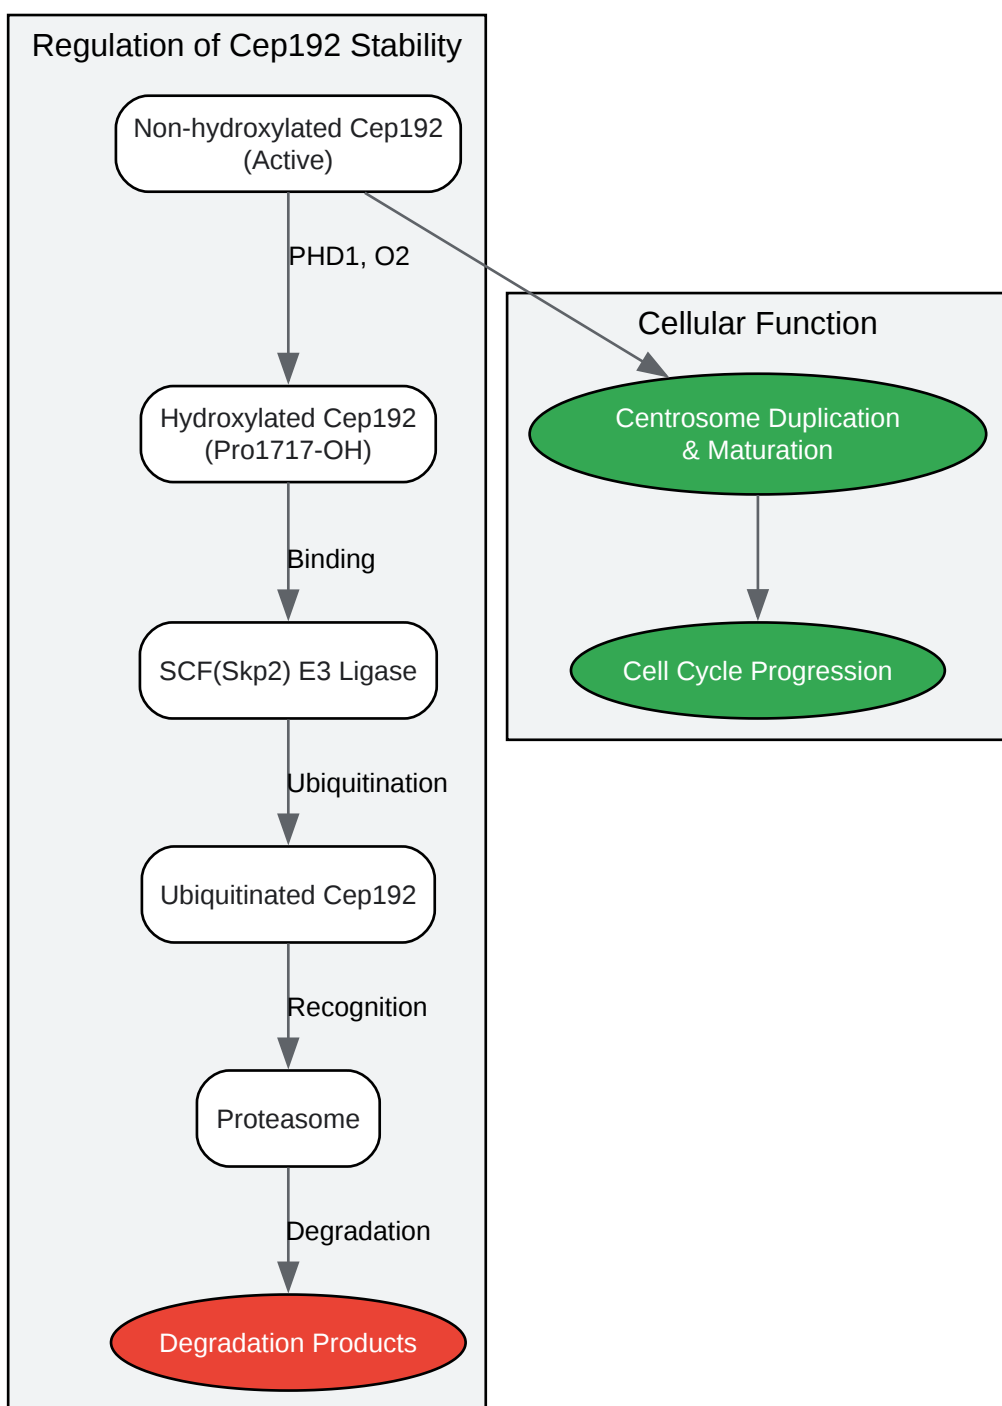 Regulation of Cep192 Stability
Non-hydroxylated Cep192
(Active)
PHD1, O2
Hydroxylated Cep192
(Pro1717-OH)
Binding
SCF(Skp2) E3 Ligase
Ubiquitination
Ubiquitinated Cep192
Recognition
Proteasome
Degradation
Degradation Products
Cellular Function
Centrosome Duplication
& Maturation
Cell Cycle Progression